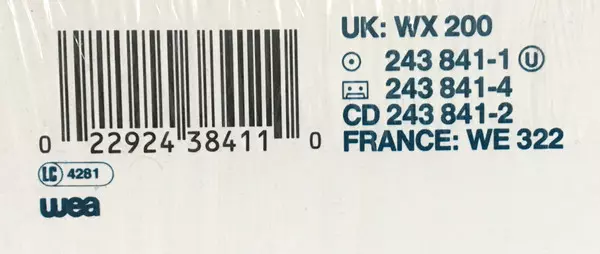 UK: WX 200
243 841-1 U
243 841-4
CD 243 841-2
FRANCE: WE 322
0 22924 38411 0
LC 4281
wea